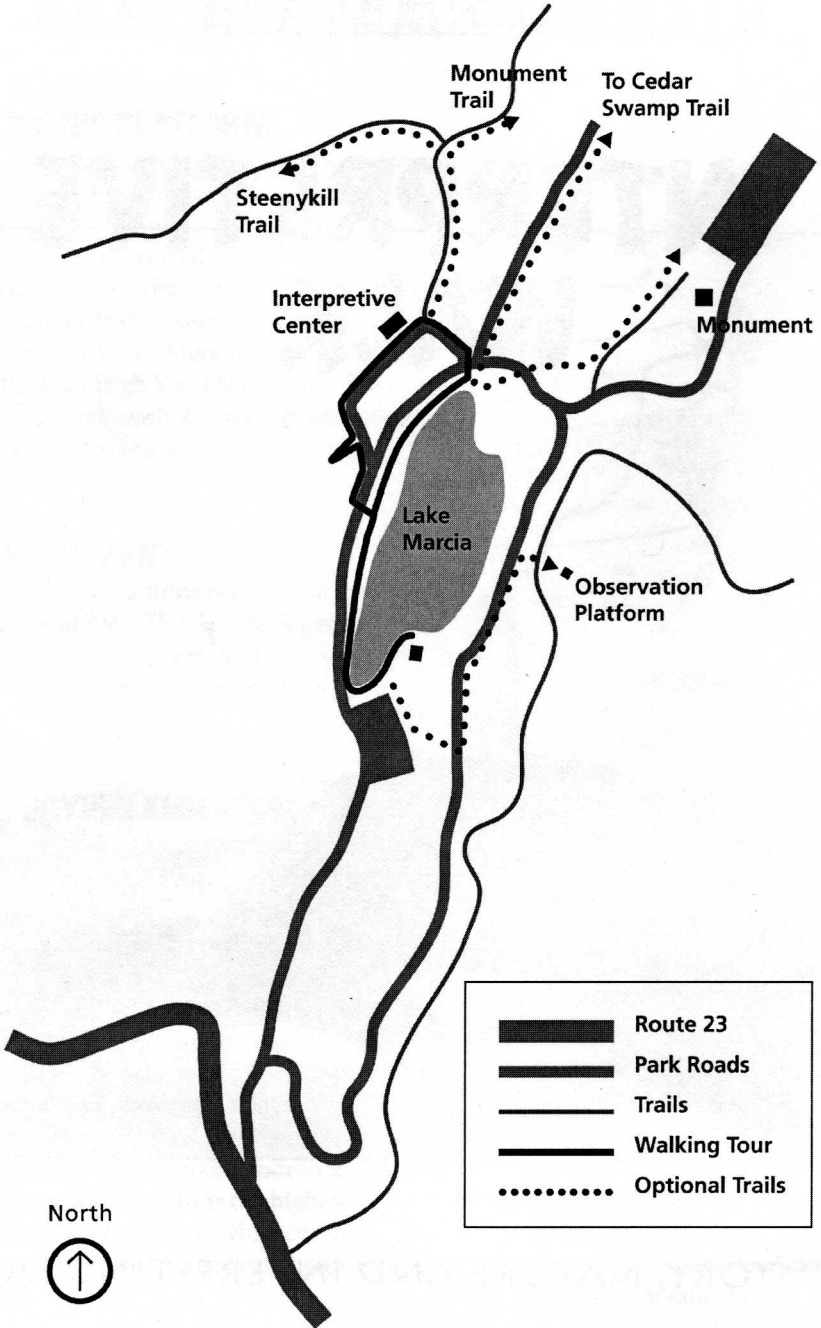 Monument
Trail
To Cedar
Swamp Trail
Steenykill
Trail
Interpretive
Center
Monument
Lake
Marcia
Observation
Platform
Route 23
Park Roads
Trails
Walking Tour
Optional Trails
North